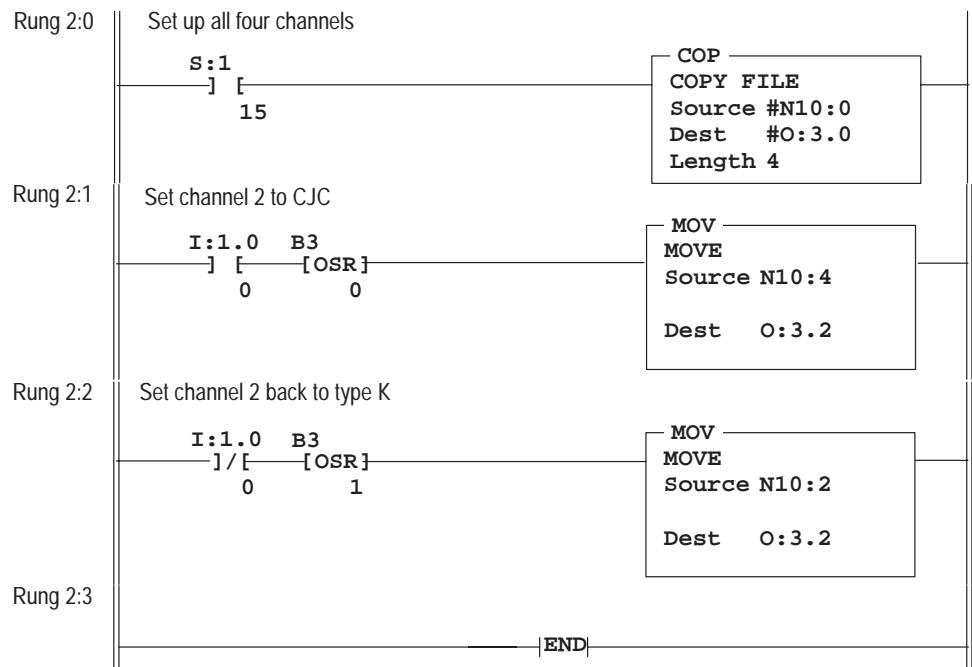 Rung 2:0 Set up all four channels
S:1
] [
15
COP
COPY FILE
Source #N10:0
Dest #O:3.0
Length 4
Rung 2:1 Set channel 2 to CJC
I:1.0 B3
] [ [OSR]
0 0
MOV
MOVE
Source N10:4
Dest O:3.2
Rung 2:2 Set channel 2 back to type K
I:1.0 B3
]/[ [OSR]
0 1
MOV
MOVE
Source N10:2
Dest O:3.2
Rung 2:3
END